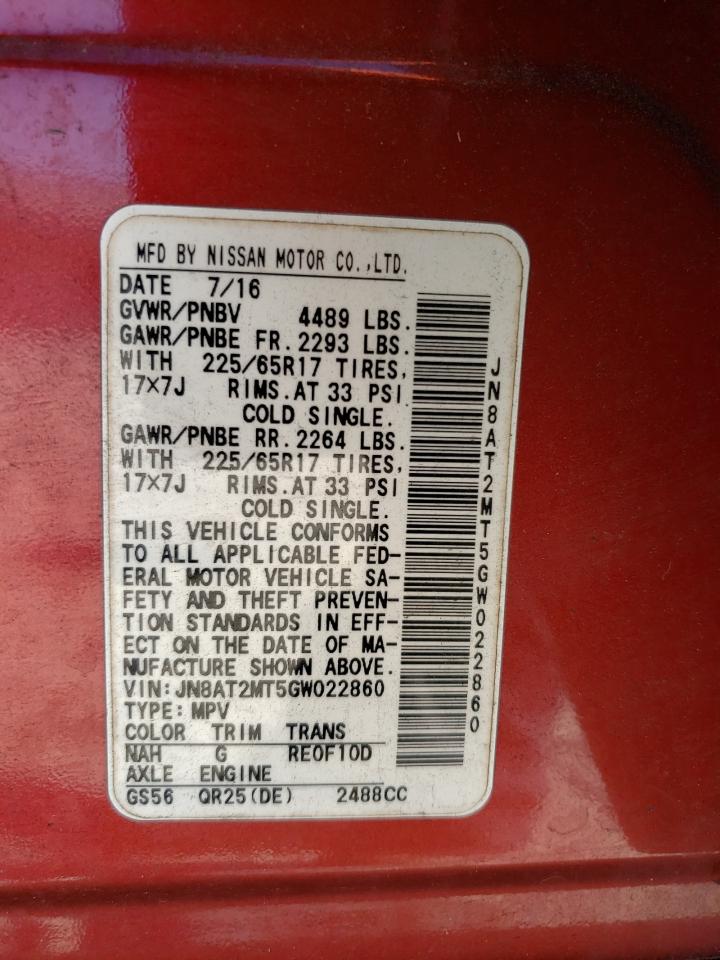 MFD BY NISSAN MOTOR CO.,LTD.
DATE 7/16
GVWR/PNBV 4489 LBS.
GAWR/PNBE FR. 2293 LBS.
WITH 225/65R17 TIRES,
17×7J RIMS.AT 33 PSI
COLD SINGLE.
GAWR/PNBE RR. 2264 LBS.
WITH 225/65R17 TIRES,
17×7J RIMS.AT 33 PSI
COLD SINGLE.
THIS VEHICLE CONFORMS
TO ALL APPLICABLE FED-
ERAL MOTOR VEHICLE SA-
FETY AND THEFT PREVEN-
TION STANDARDS IN EFF-
ECT ON THE DATE OF MA-
NUFACTURE SHOWN ABOVE.
VIN:JN8AT2MT5GW022860
TYPE:MPV
COLOR TRIM TRANS
NAH G RE0F10D
AXLE ENGINE
GS56 QR25(DE) 2488CC
JN8AT2MT5GW022860